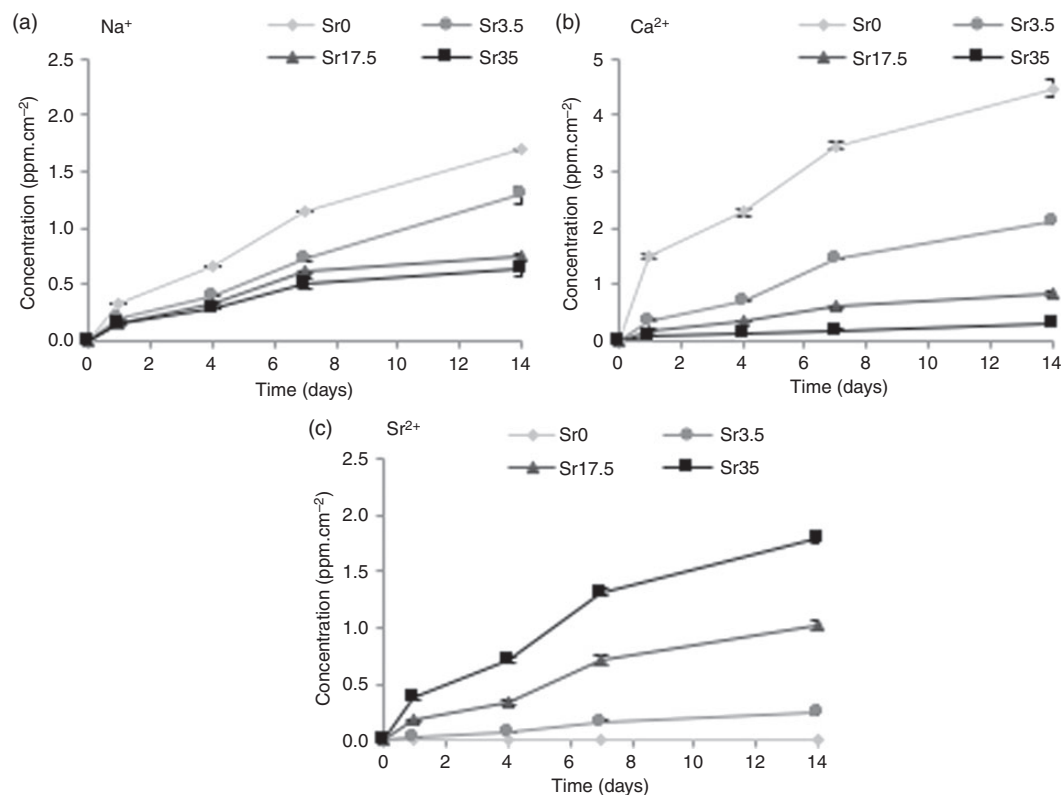 (a) Na⁺
Sr0 Sr3.5
Sr17.5 Sr35
2.5
2.0
1.5
1.0
0.5
0.0
Concentration (ppm.cm⁻²)
0 2 4 6 8 10 12 14
Time (days)
(b) Ca²⁺
Sr0 Sr3.5
Sr17.5 Sr35
5
4
3
2
1
0
Concentration (ppm.cm⁻²)
0 2 4 6 8 10 12 14
Time (days)
(c) Sr²⁺
Sr0 Sr3.5
Sr17.5 Sr35
2.5
2.0
1.5
1.0
0.5
0.0
Concentration (ppm.cm⁻²)
0 2 4 6 8 10 12 14
Time (days)